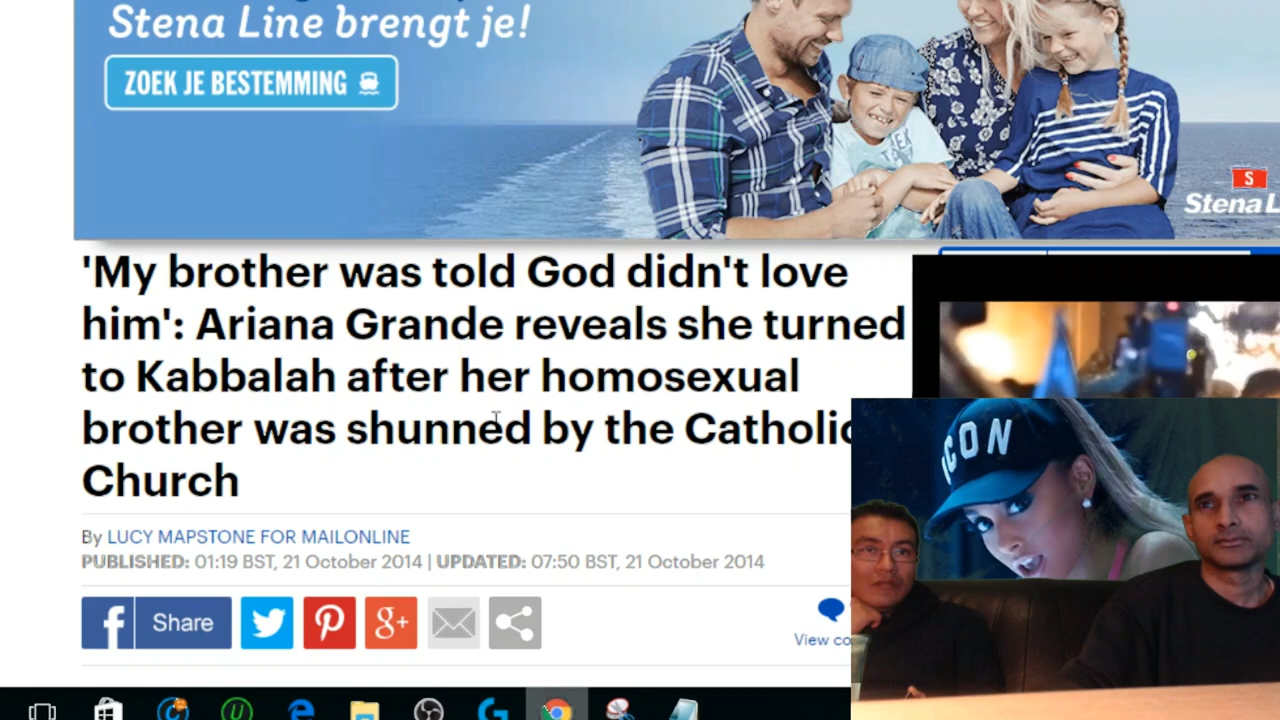 Stena Line brengt je!
ZOEK JE BESTEMMING
S
Stena L
'My brother was told God didn't love
him': Ariana Grande reveals she turned
to Kabbalah after her homosexual
brother was shunned by the Catholic
Church
By LUCY MAPSTONE FOR MAILONLINE
PUBLISHED: 01:19 BST, 21 October 2014 | UPDATED: 07:50 BST, 21 October 2014
f Share
g+
View co
ICON